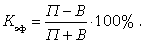 Kэф = (П − В)/(П + В) · 100% .